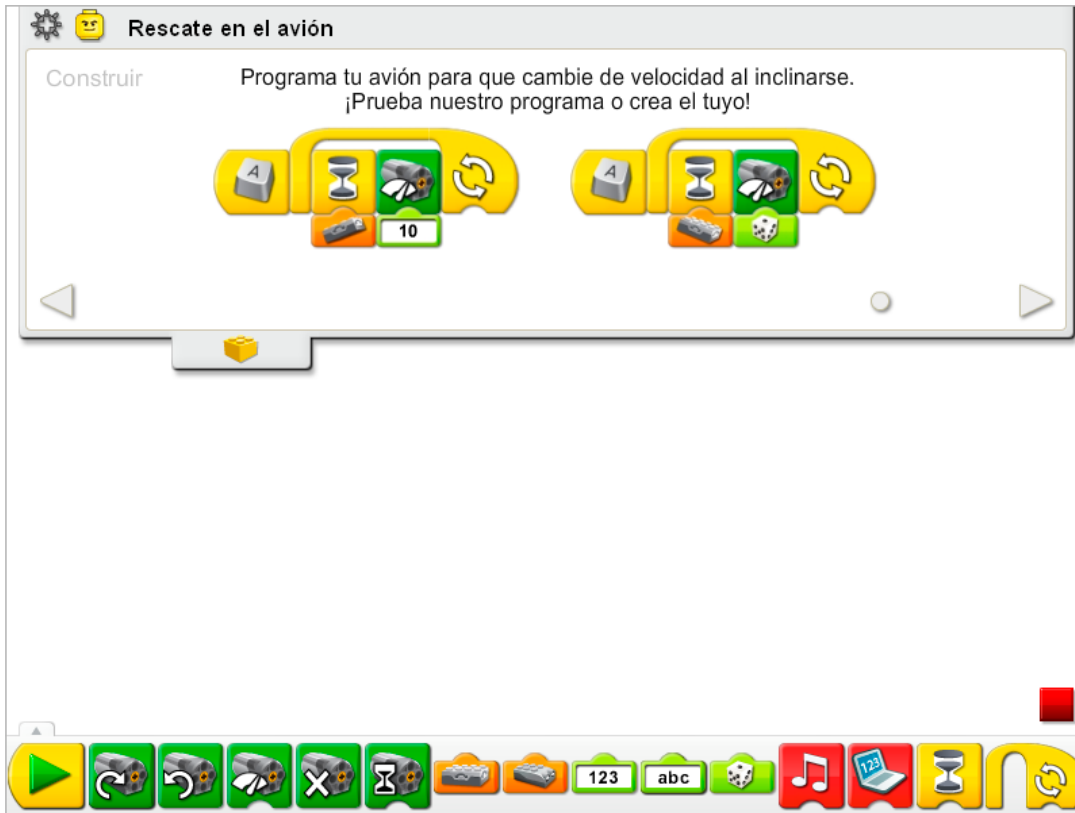 Rescate en el avión
Construir
Programa tu avión para que cambie de velocidad al inclinarse.
¡Prueba nuestro programa o crea el tuyo!
A
A
10
123
abc
123